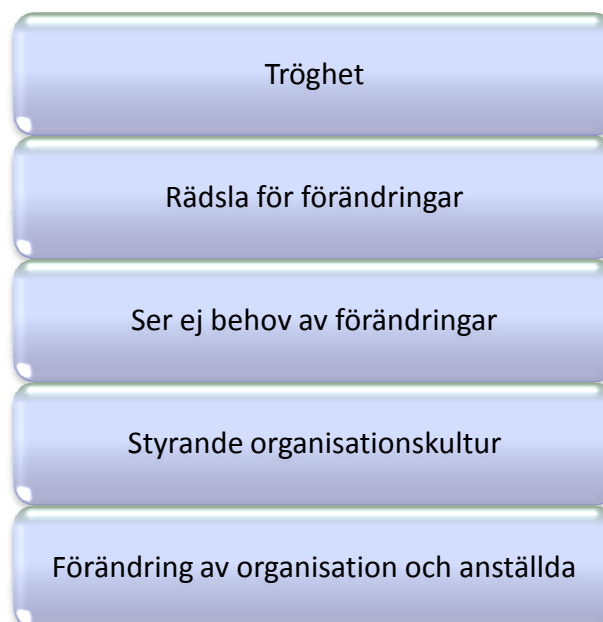 Tröghet
Rädsla för förändringar
Ser ej behov av förändringar
Styrande organisationskultur
Förändring av organisation och anställda